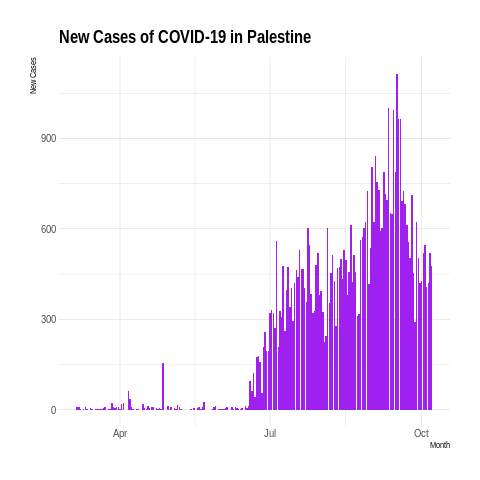 New Cases of COVID-19 in Palestine
New Cases
900
600
300
0
Apr
Jul
Oct
Month